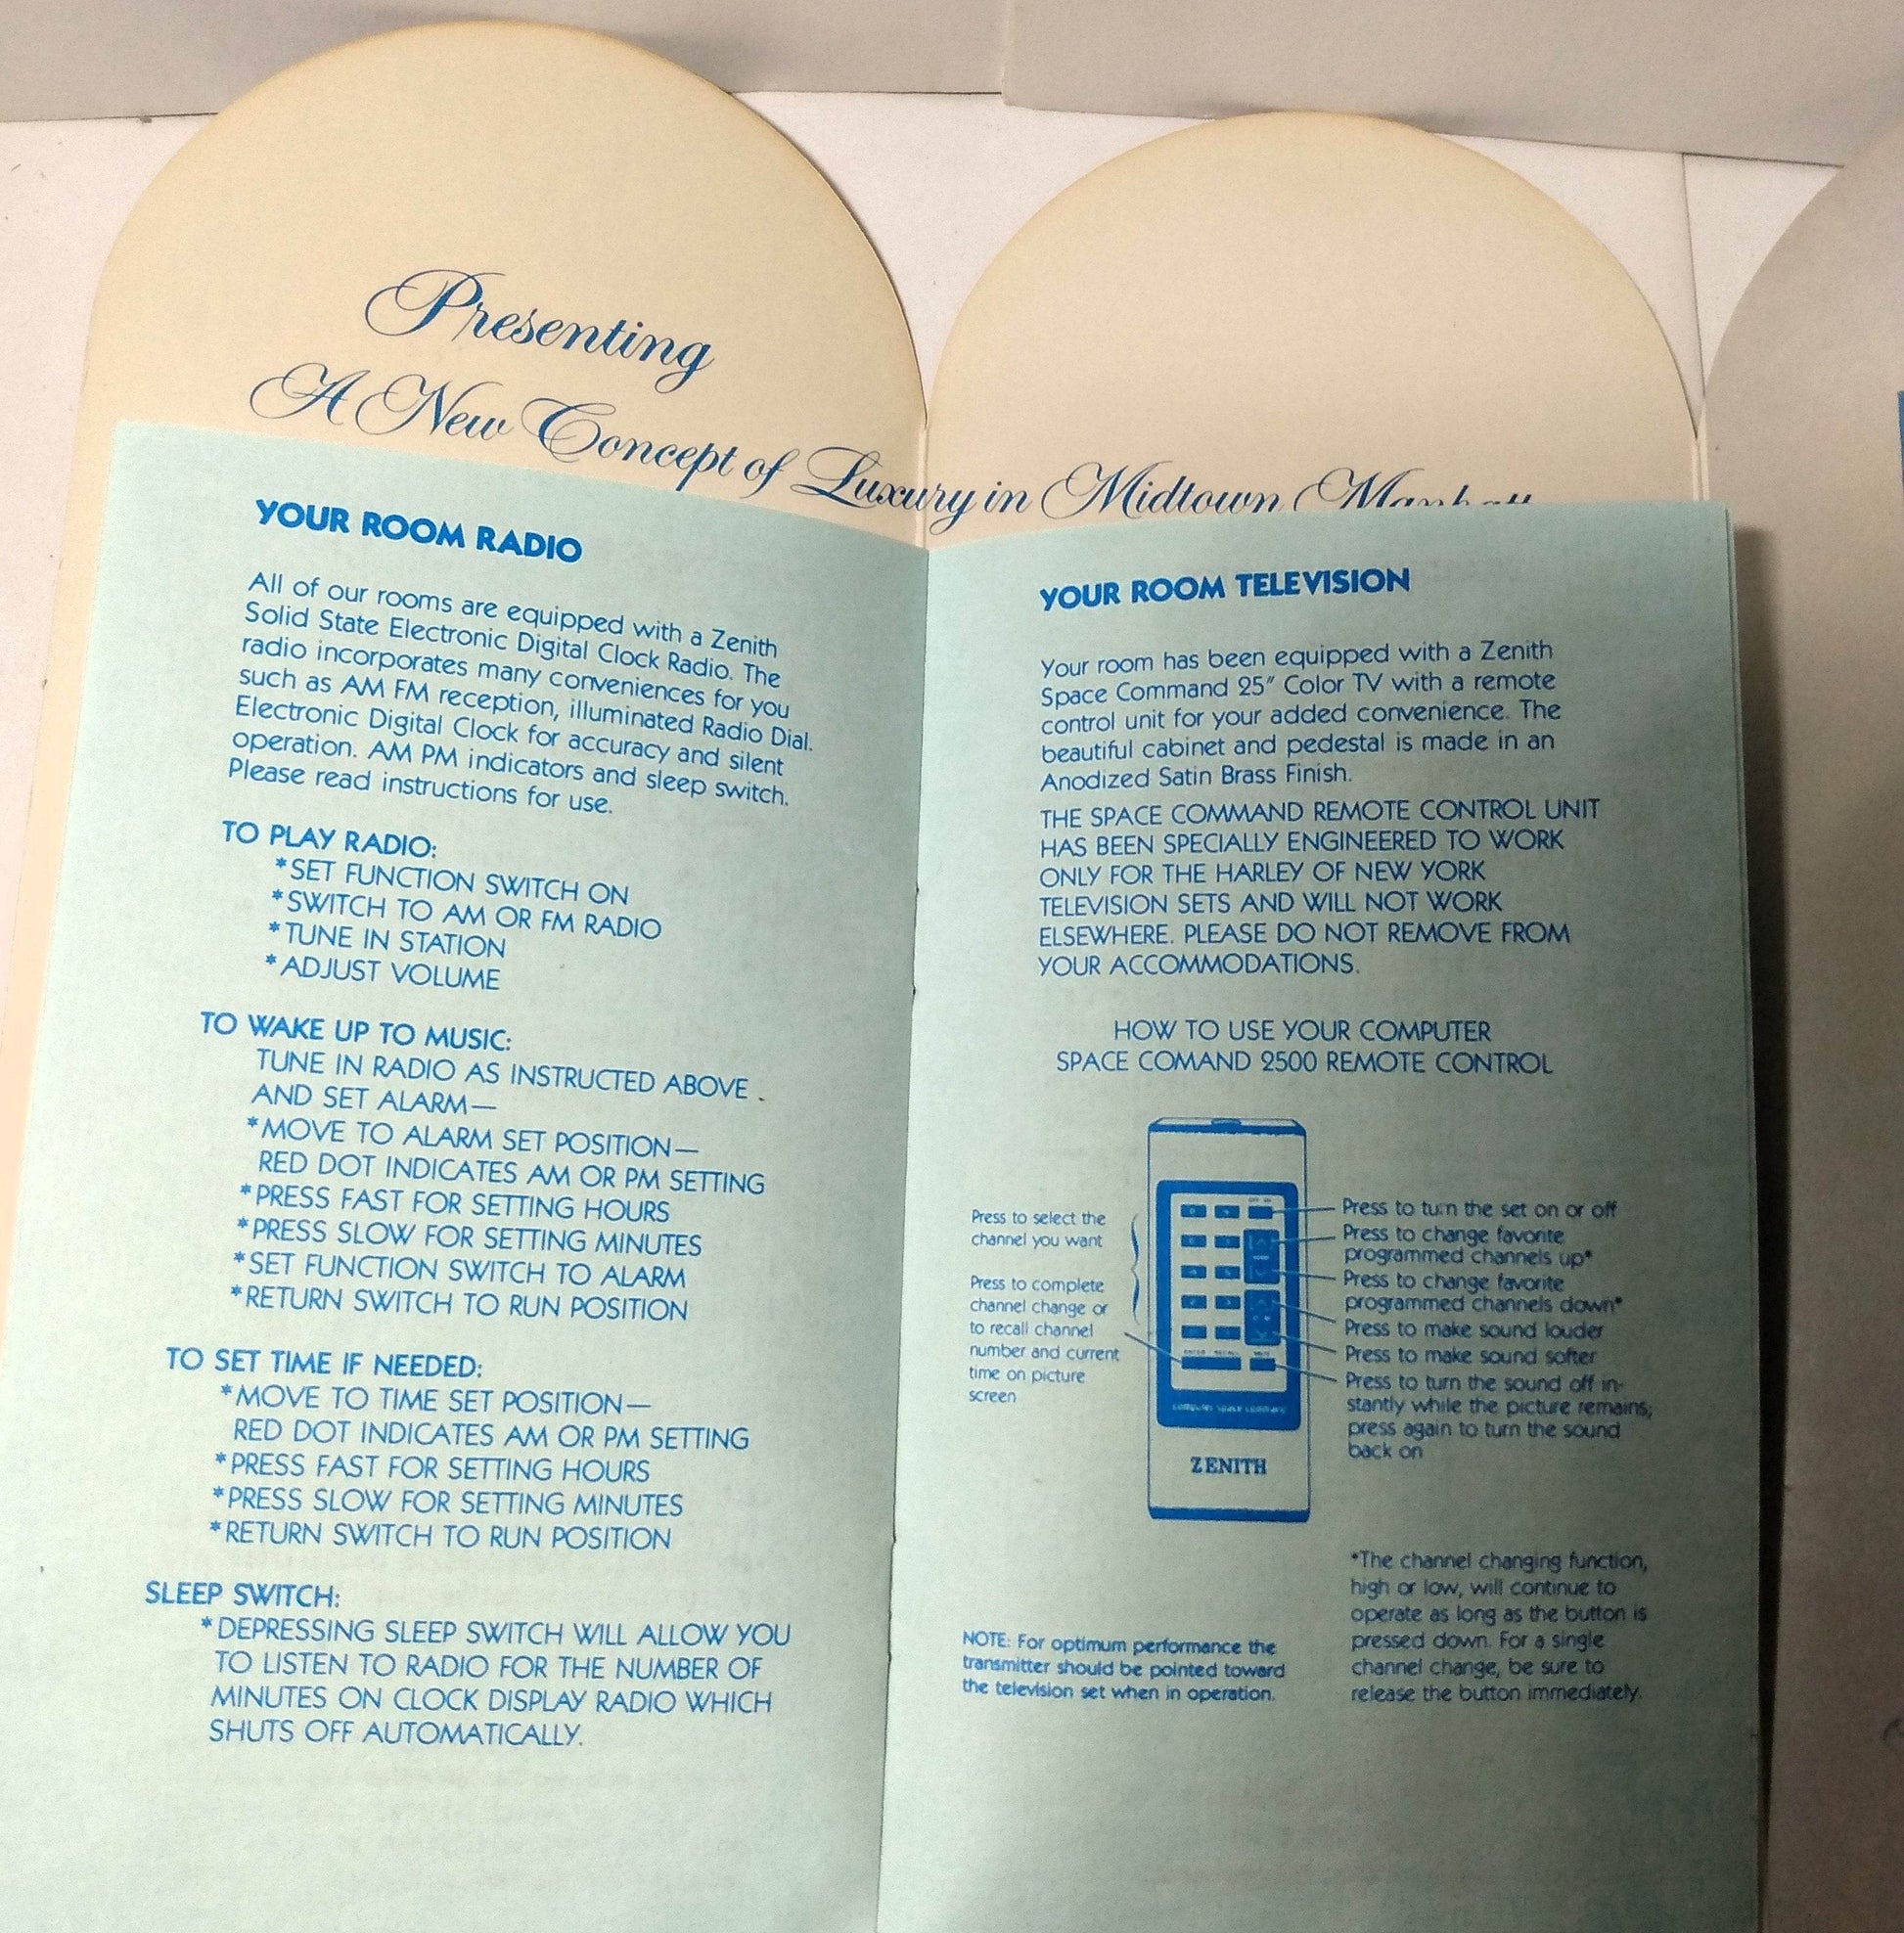 Presenting
A New Concept of Luxury in Midtown
YOUR ROOM RADIO
All of our rooms are equipped with a Zenith
Solid State Electronic Digital Clock Radio. The
radio incorporates many conveniences for you
such as AM FM reception, illuminated Radio Dial.
Electronic Digital Clock for accuracy and silent
operation. AM PM indicators and sleep switch.
Please read instructions for use.
TO PLAY RADIO:
*SET FUNCTION SWITCH ON
*SWITCH TO AM OR FM RADIO
*TUNE IN STATION
*ADJUST VOLUME
TO WAKE UP TO MUSIC:
TUNE IN RADIO AS INSTRUCTED ABOVE .
AND SET ALARM—
*MOVE TO ALARM SET POSITION—
RED DOT INDICATES AM OR PM SETTING
*PRESS FAST FOR SETTING HOURS
*PRESS SLOW FOR SETTING MINUTES
*SET FUNCTION SWITCH TO ALARM
*RETURN SWITCH TO RUN POSITION
TO SET TIME IF NEEDED:
*MOVE TO TIME SET POSITION—
RED DOT INDICATES AM OR PM SETTING
*PRESS FAST FOR SETTING HOURS
*PRESS SLOW FOR SETTING MINUTES
*RETURN SWITCH TO RUN POSITION
SLEEP SWITCH:
*DEPRESSING SLEEP SWITCH WILL ALLOW YOU
TO LISTEN TO RADIO FOR THE NUMBER OF
MINUTES ON CLOCK DISPLAY RADIO WHICH
SHUTS OFF AUTOMATICALLY.
YOUR ROOM TELEVISION
Your room has been equipped with a Zenith
Space Command 25" Color TV with a remote
control unit for your added convenience. The
beautiful cabinet and pedestal is made in an
Anodized Satin Brass Finish.
THE SPACE COMMAND REMOTE CONTROL UNIT
HAS BEEN SPECIALLY ENGINEERED TO WORK
ONLY FOR THE HARLEY OF NEW YORK
TELEVISION SETS AND WILL NOT WORK
ELSEWHERE. PLEASE DO NOT REMOVE FROM
YOUR ACCOMMODATIONS.
HOW TO USE YOUR COMPUTER
SPACE COMAND 2500 REMOTE CONTROL
Press to select the
channel you want
Press to complete
channel change or
to recall channel
number and current
time on picture
screen
Press to turn the set on or off
Press to change favorite
programmed channels up*
Press to change favorite
programmed channels down*
Press to make sound louder
Press to make sound softer
Press to turn the sound off in-
stantly while the picture remains;
press again to turn the sound
back on
computer space command
ZENITH
NOTE: For optimum performance the
transmitter should be pointed toward
the television set when in operation.
*The channel changing function,
high or low, will continue to
operate as long as the button is
pressed down. For a single
channel change, be sure to
release the button immediately.